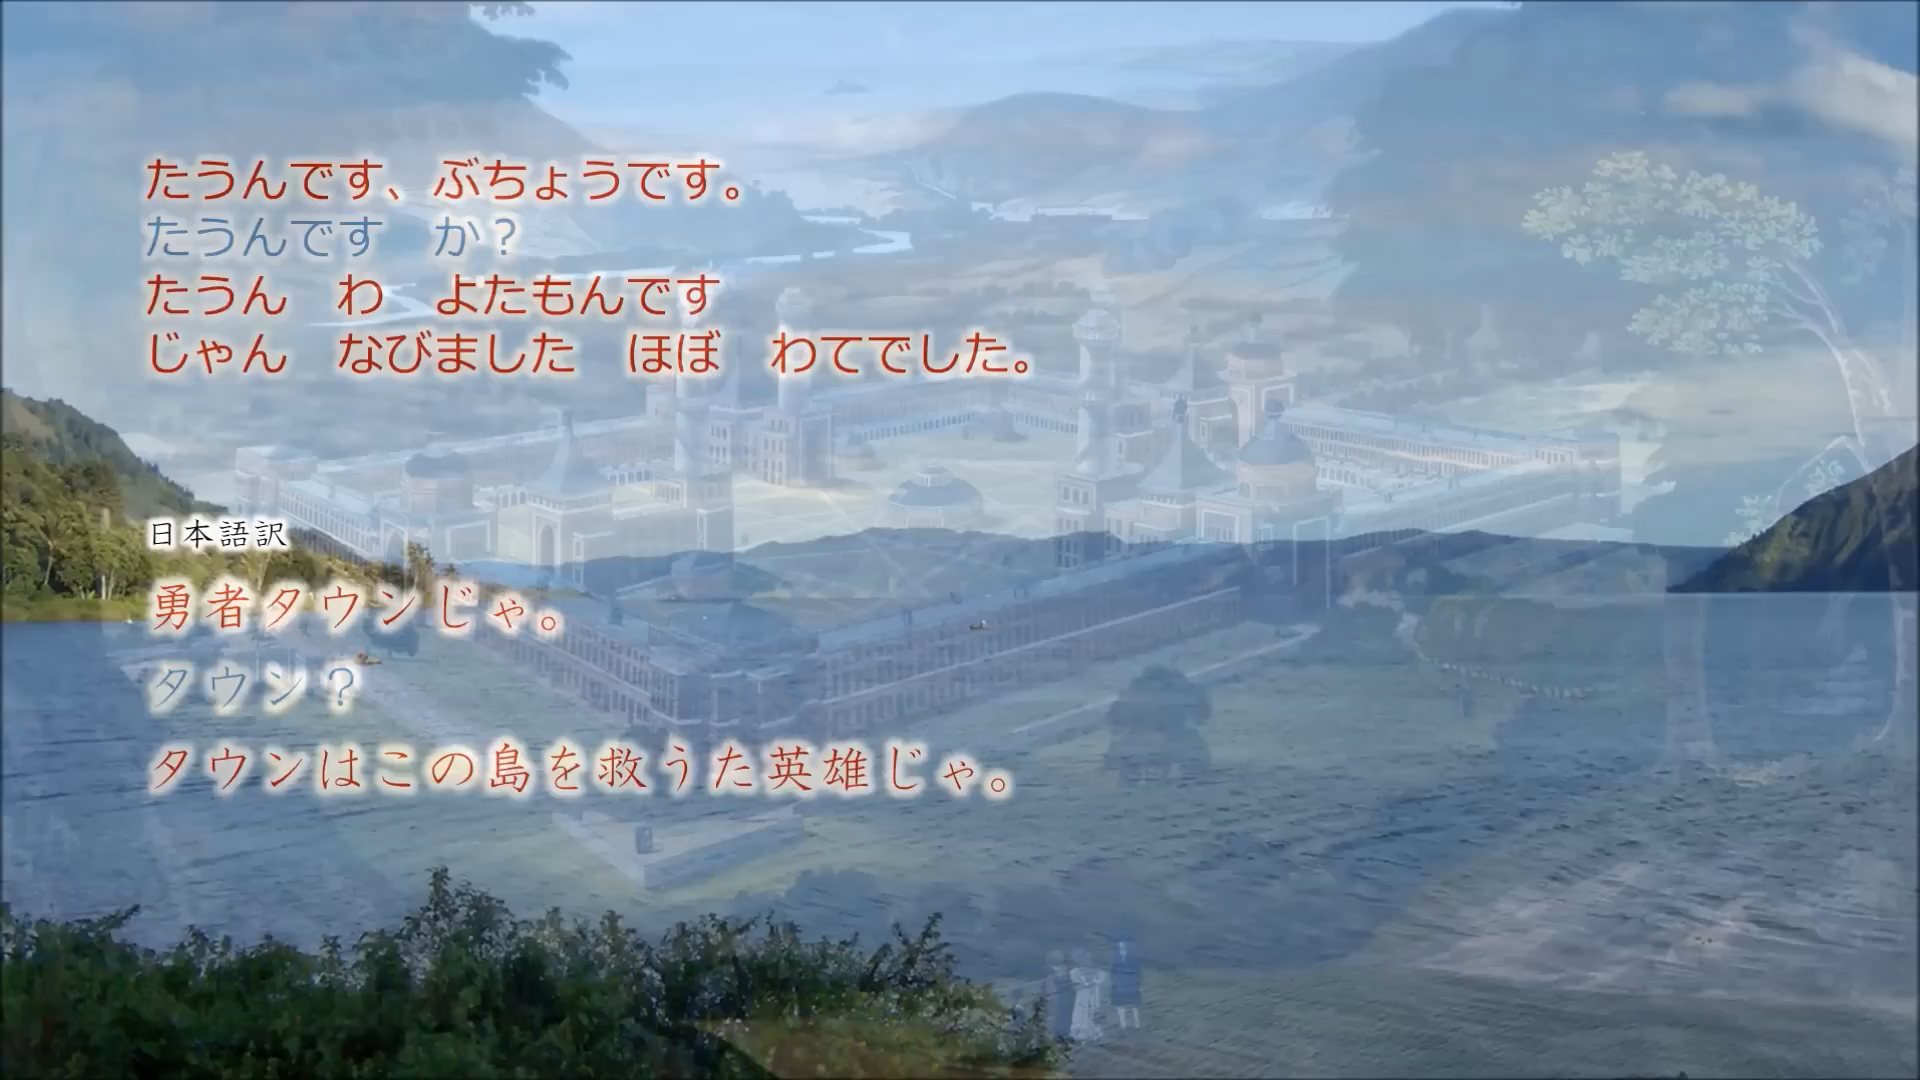 たうんです、ぶちょうです。
たうんです　か？
たうん　わ　よたもんです
じゃん　なびました　ほぼ　わてでした。
日本語訳
勇者タウンじゃ。
タウン？
タウンはこの島を救うた英雄じゃ。